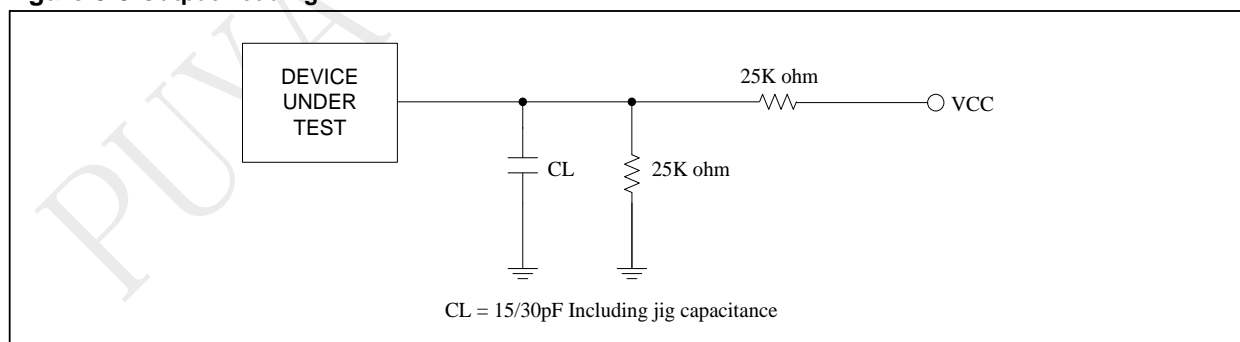 DEVICE
UNDER
TEST
25K ohm
VCC
CL
25K ohm
CL = 15/30pF Including jig capacitance